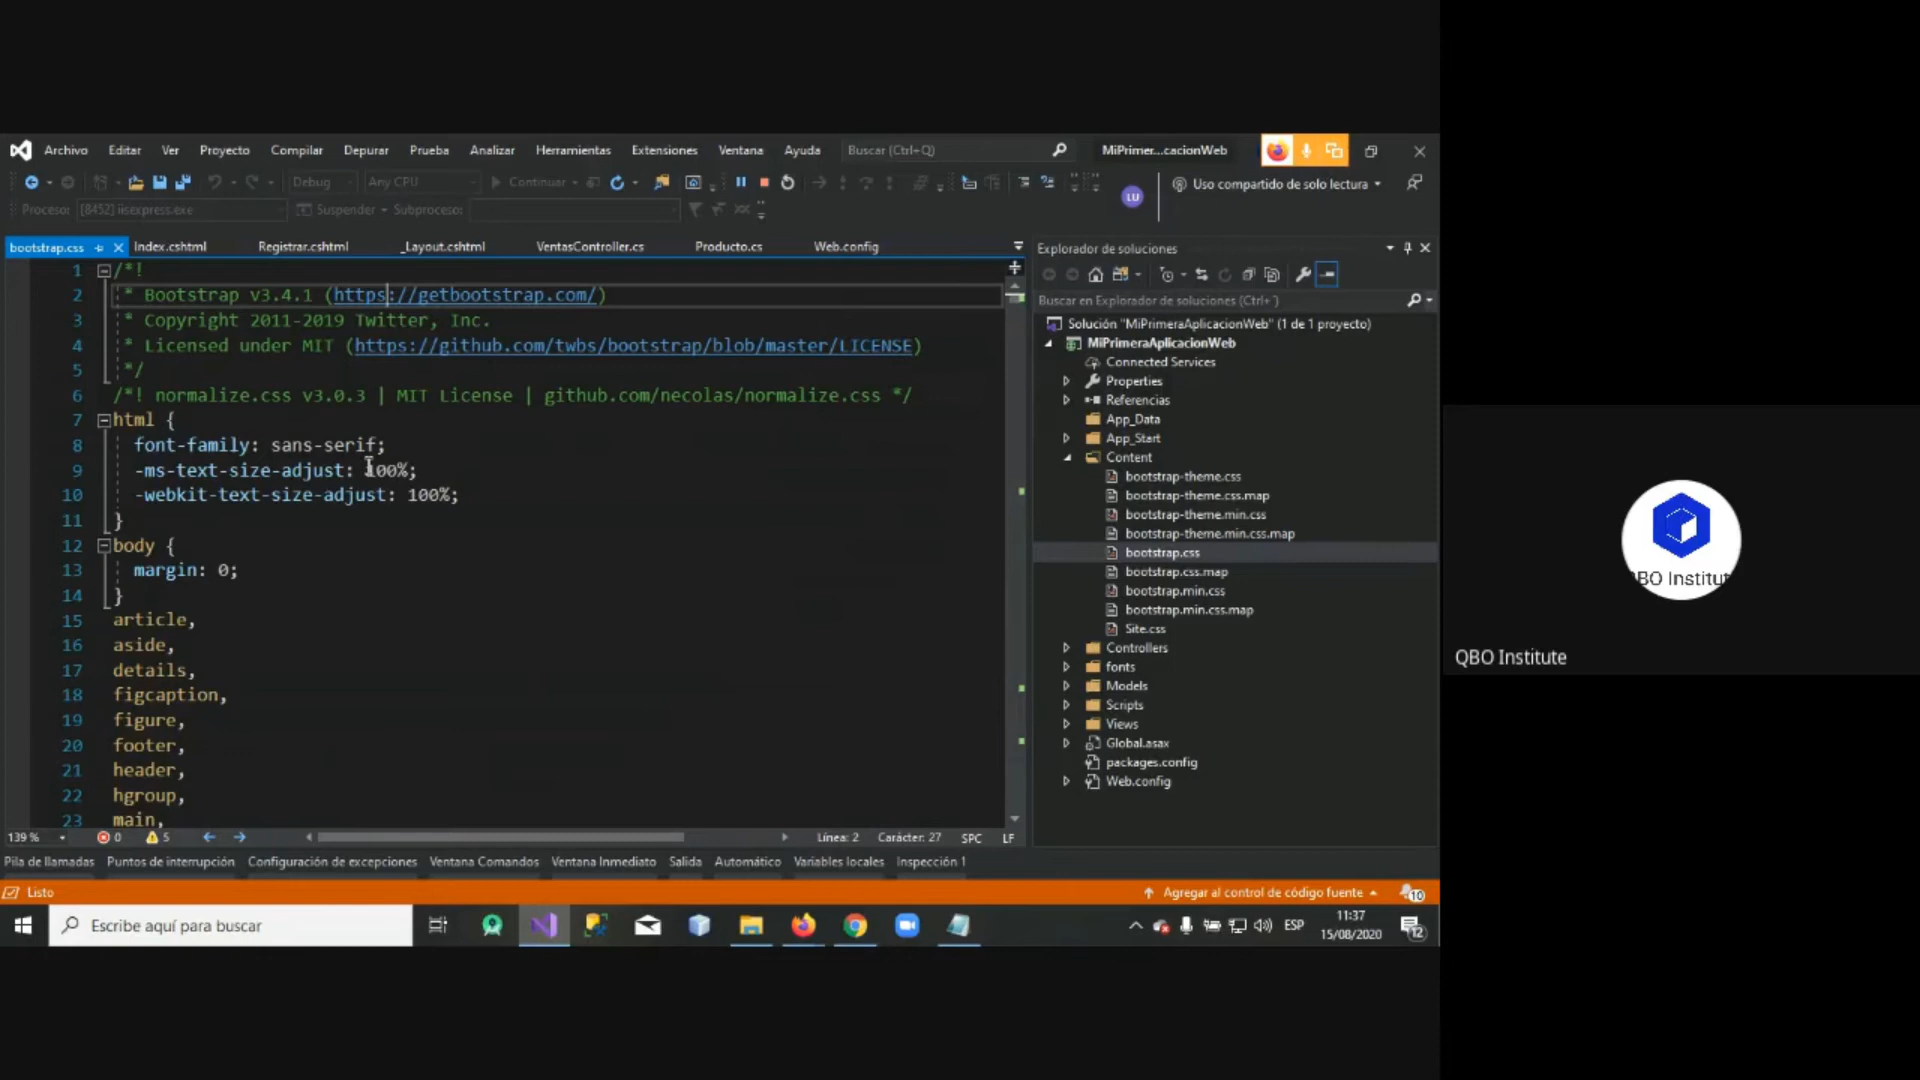 Archivo Editar Ver Proyecto Compilar Depurar Prueba Analizar Herramientas Extensiones Ventana Ayuda Buscar (Ctrl+Q) MiPrimer...cacionWeb
Debug Any CPU Continuar LU Uso compartido de solo lectura
Proceso: [8452] iisexpress.exe Suspender Subproceso:
bootstrap.css Index.cshtml Registrar.cshtml _Layout.cshtml VentasController.cs Producto.cs Web.config
1 /*!
2 * Bootstrap v3.4.1 (https://getbootstrap.com/)
3 * Copyright 2011-2019 Twitter, Inc.
4 * Licensed under MIT (https://github.com/twbs/bootstrap/blob/master/LICENSE)
5 */
6 /*! normalize.css v3.0.3 | MIT License | github.com/necolas/normalize.css */
7 html {
8 font-family: sans-serif;
9 -ms-text-size-adjust: 100%;
10 -webkit-text-size-adjust: 100%;
11 }
12 body {
13 margin: 0;
14 }
15 article,
16 aside,
17 details,
18 figcaption,
19 figure,
20 footer,
21 header,
22 hgroup,
23 main,
139 % 0 5 Línea: 2 Carácter: 27 SPC LF
Explorador de soluciones
Buscar en Explorador de soluciones (Ctrl+ )
Solución "MiPrimeraAplicacionWeb" (1 de 1 proyecto)
MiPrimeraAplicacionWeb
Connected Services
Properties
Referencias
App_Data
App_Start
Content
bootstrap-theme.css
bootstrap-theme.css.map
bootstrap-theme.min.css
bootstrap-theme.min.css.map
bootstrap.css
bootstrap.css.map
bootstrap.min.css
bootstrap.min.css.map
Site.css
Controllers
fonts
Models
Scripts
Views
Global.asax
packages.config
Web.config
Pila de llamadas Puntos de interrupción Configuración de excepciones Ventana Comandos Ventana Inmediato Salida Automático Variables locales Inspección 1
Listo Agregar al control de código fuente 10
Escribe aquí para buscar ESP 11:37
15/08/2020 12
BO Institut
QBO Institute